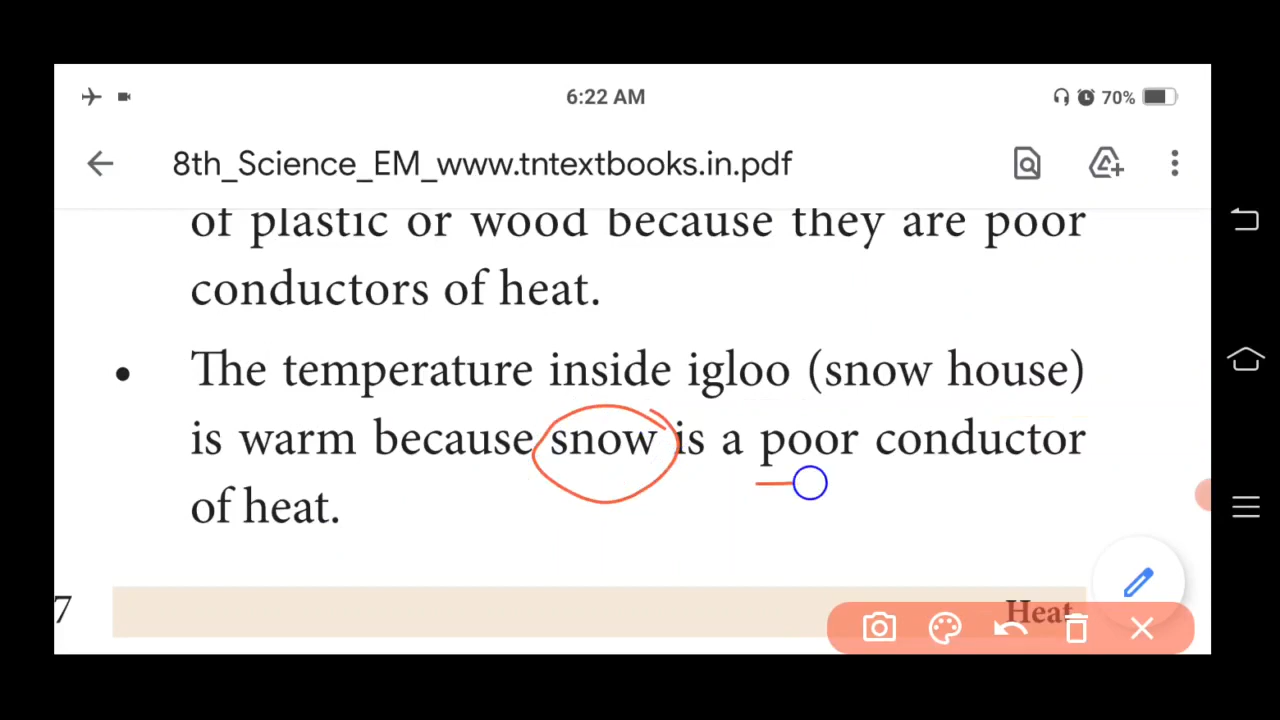 6:22 AM
70%
8th_Science_EM_www.tntextbooks.in.pdf
of plastic or wood because they are poor
conductors of heat.
• The temperature inside igloo (snow house)
is warm because snow is a poor conductor
of heat.
7
Heat